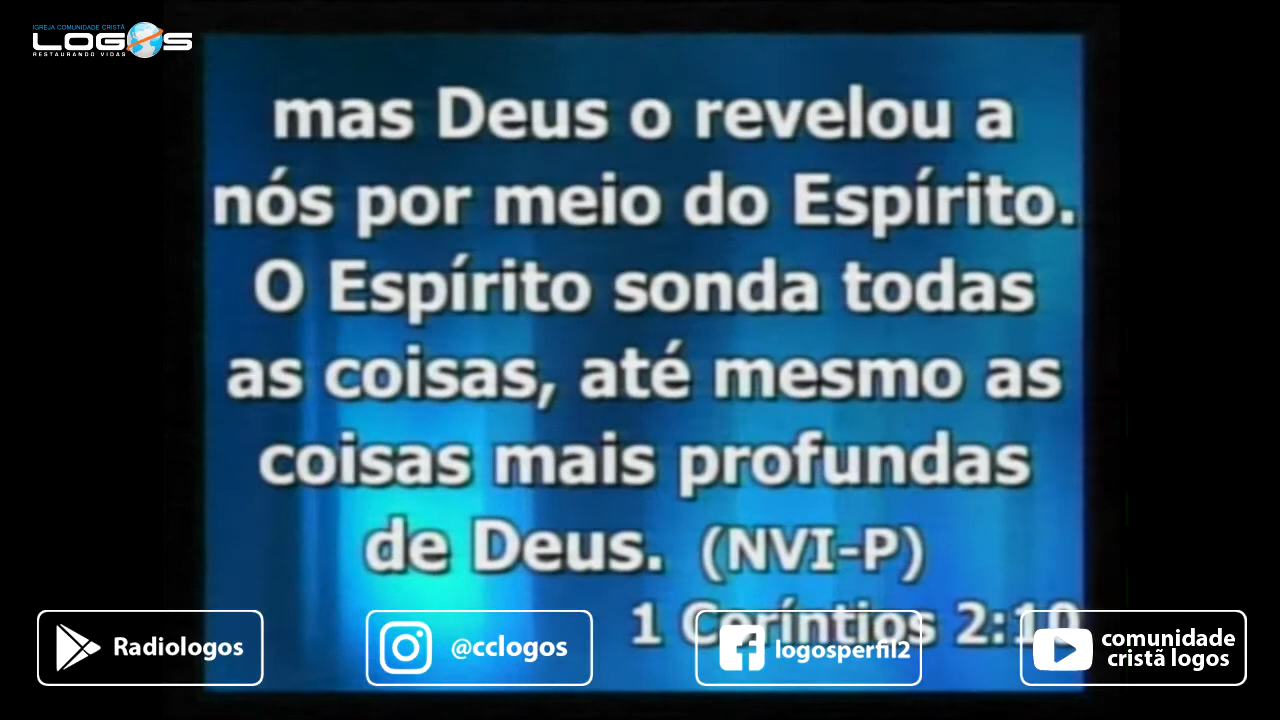 IGREJA COMUNIDADE CRISTÃ
LOGOS
RESTAURANDO VIDAS
mas Deus o revelou a
nós por meio do Espírito.
O Espírito sonda todas
as coisas, até mesmo as
coisas mais profundas
de Deus. (NVI-P)
1 Coríntios 2:10
Radiologos
@cclogos
logosperfil2
comunidade
cristã logos